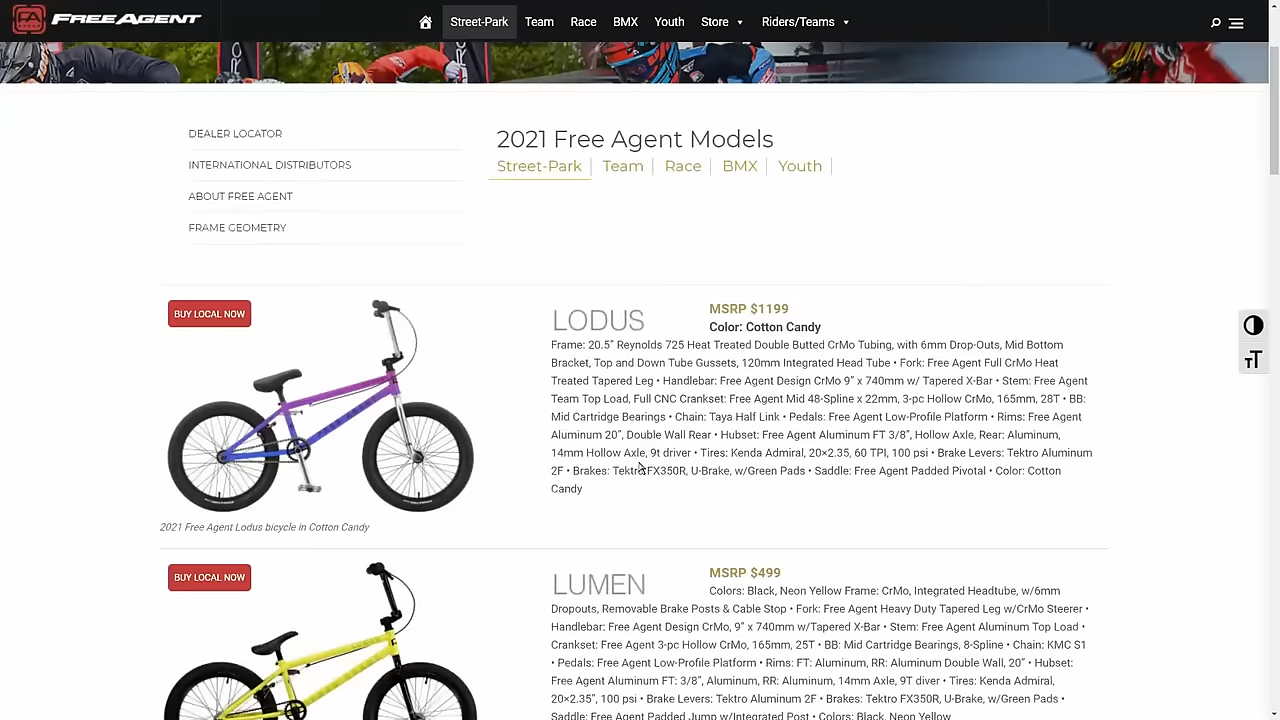 FA FREEAGENT
Street-Park Team Race BMX Youth Store Riders/Teams
DEALER LOCATOR
INTERNATIONAL DISTRIBUTORS
ABOUT FREE AGENT
FRAME GEOMETRY
2021 Free Agent Models
Street-Park Team Race BMX Youth
BUY LOCAL NOW
2021 Free Agent Lodus bicycle in Cotton Candy
LODUS
MSRP $1199
Color: Cotton Candy
Frame: 20.5" Reynolds 725 Heat Treated Double Butted CrMo Tubing, with 6mm Drop-Outs, Mid Bottom
Bracket, Top and Down Tube Gussets, 120mm Integrated Head Tube • Fork: Free Agent Full CrMo Heat
Treated Tapered Leg • Handlebar: Free Agent Design CrMo 9" x 740mm w/ Tapered X-Bar • Stem: Free Agent
Team Top Load, Full CNC Crankset: Free Agent Mid 48-Spline x 22mm, 3-pc Hollow CrMo, 165mm, 28T • BB:
Mid Cartridge Bearings • Chain: Taya Half Link • Pedals: Free Agent Low-Profile Platform • Rims: Free Agent
Aluminum 20", Double Wall Rear • Hubset: Free Agent Aluminum FT 3/8", Hollow Axle, Rear: Aluminum,
14mm Hollow Axle, 9t driver • Tires: Kenda Admiral, 20×2.35, 60 TPI, 100 psi • Brake Levers: Tektro Aluminum
2F • Brakes: Tektro FX350R, U-Brake, w/Green Pads • Saddle: Free Agent Padded Pivotal • Color: Cotton
Candy
BUY LOCAL NOW
LUMEN
MSRP $499
Colors: Black, Neon Yellow Frame: CrMo, Integrated Headtube, w/6mm
Dropouts, Removable Brake Posts & Cable Stop • Fork: Free Agent Heavy Duty Tapered Leg w/CrMo Steerer •
Handlebar: Free Agent Design CrMo, 9" x 740mm w/Tapered X-Bar • Stem: Free Agent Aluminum Top Load •
Crankset: Free Agent 3-pc Hollow CrMo, 165mm, 25T • BB: Mid Cartridge Bearings, 8-Spline • Chain: KMC S1
• Pedals: Free Agent Low-Profile Platform • Rims: FT: Aluminum, RR: Aluminum Double Wall, 20" • Hubset:
Free Agent Aluminum FT: 3/8", Aluminum, RR: Aluminum, 14mm Axle, 9T driver • Tires: Kenda Admiral,
20×2.35", 100 psi • Brake Levers: Tektro Aluminum 2F • Brakes: Tektro FX350R, U-Brake, w/Green Pads •
Saddle: Free Agent Padded Jump w/Integrated Post • Colors: Black, Neon Yellow